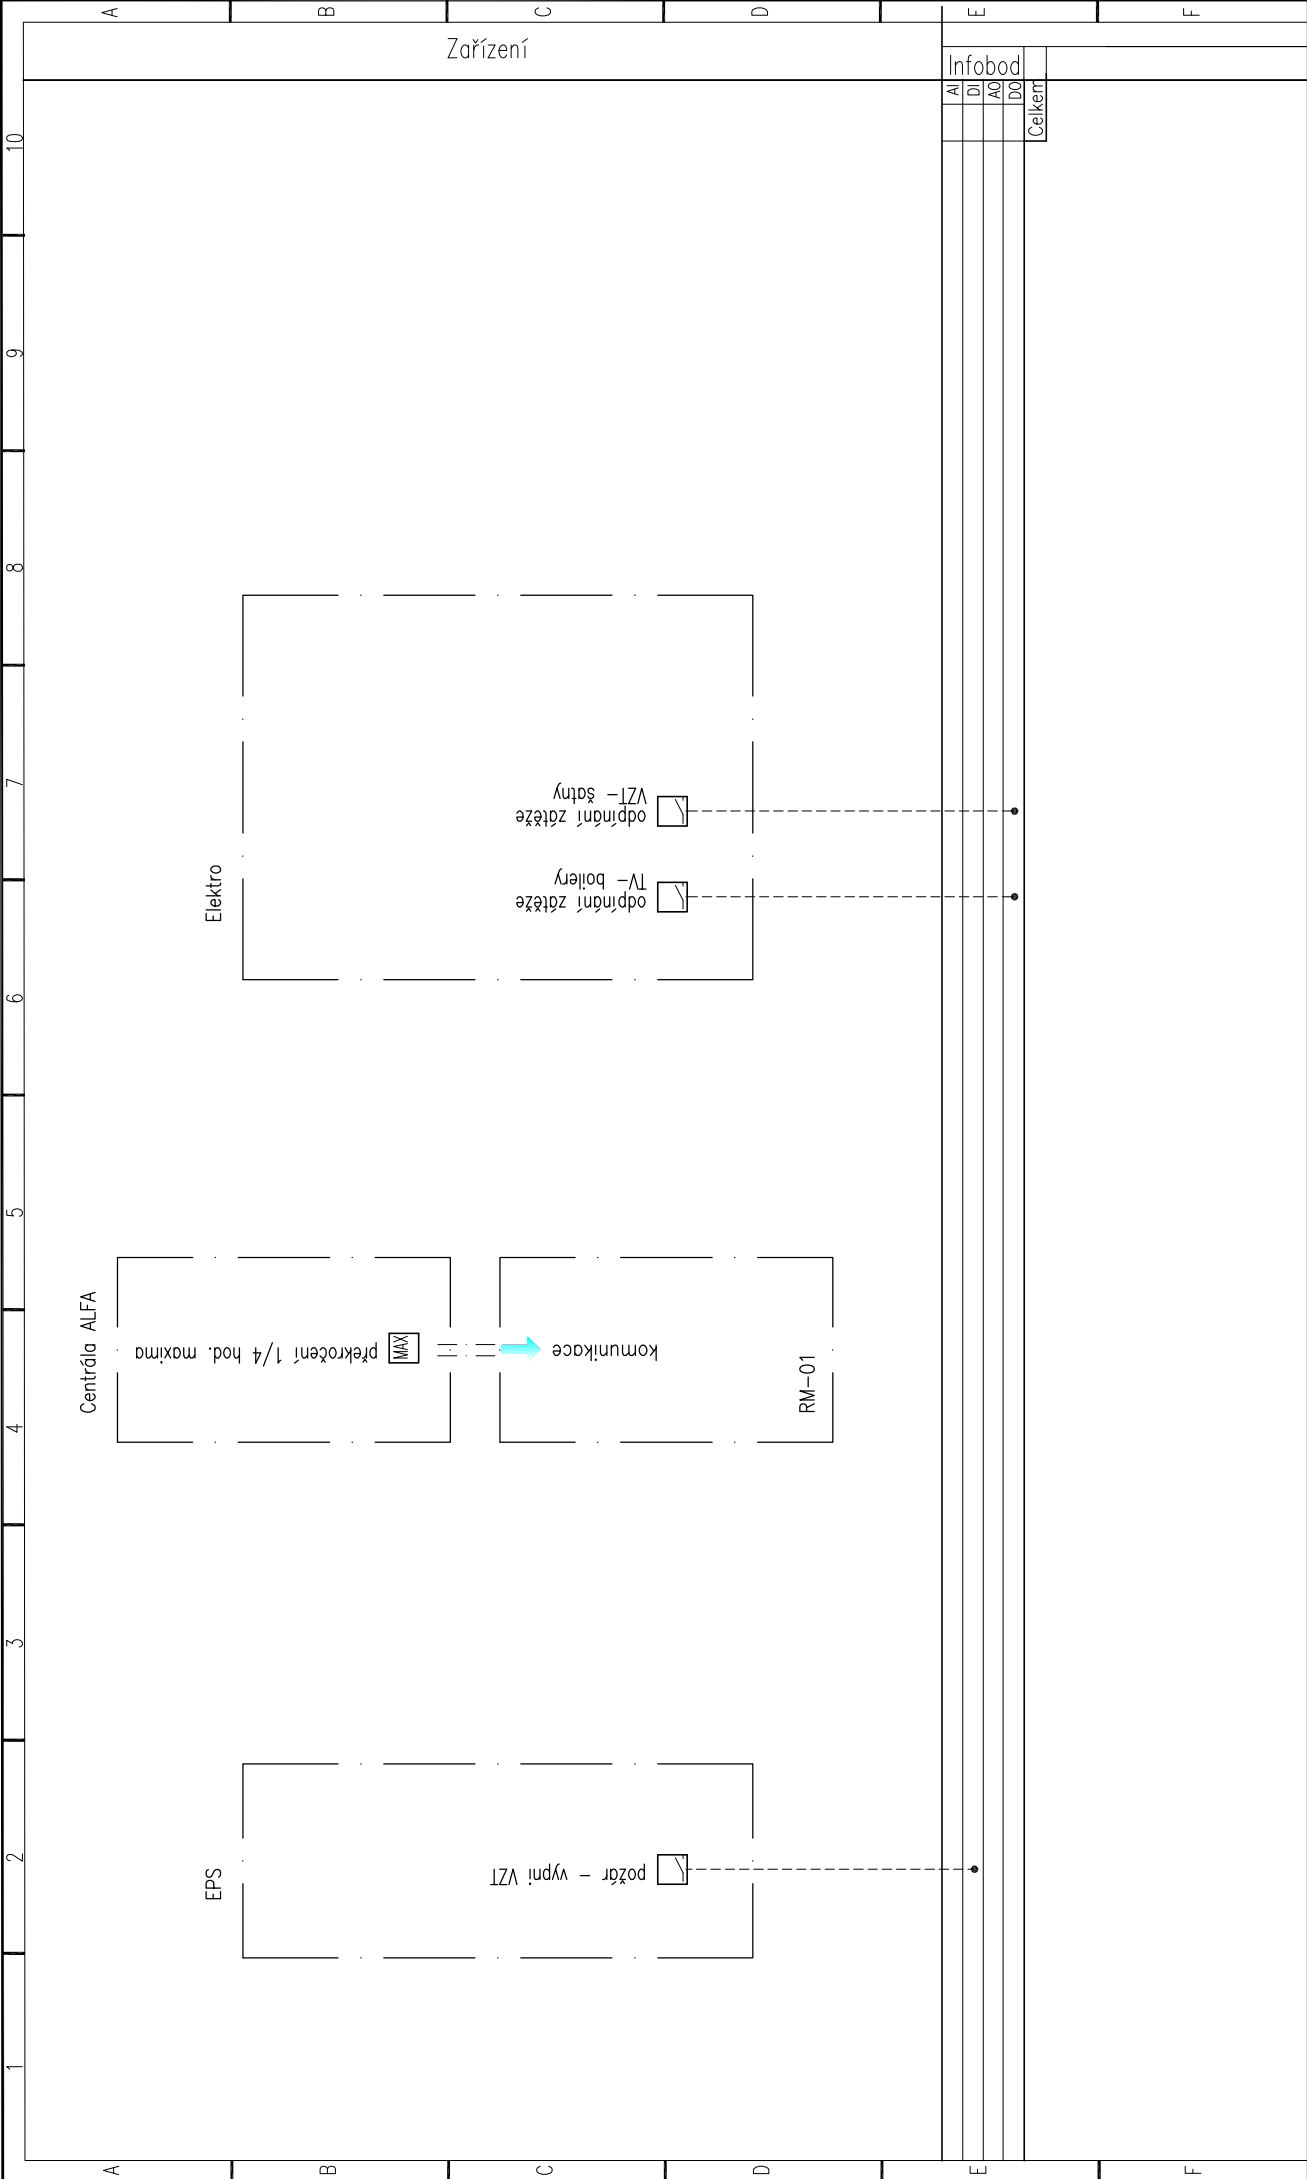 A
B
C
D
E
F
Zařízení
Infobod
AI
DI
AO
DO
Celkem
10
9
8
7
6
5
4
3
2
1
Elektro
odpínání zátěže
VZT- šatny
odpínání zátěže
TV- boilery
Centrála ALFA
překročení 1/4 hod. maxima
MAX
komunikace
RM-01
EPS
požár - vypni VZT
A
B
C
D
E
F